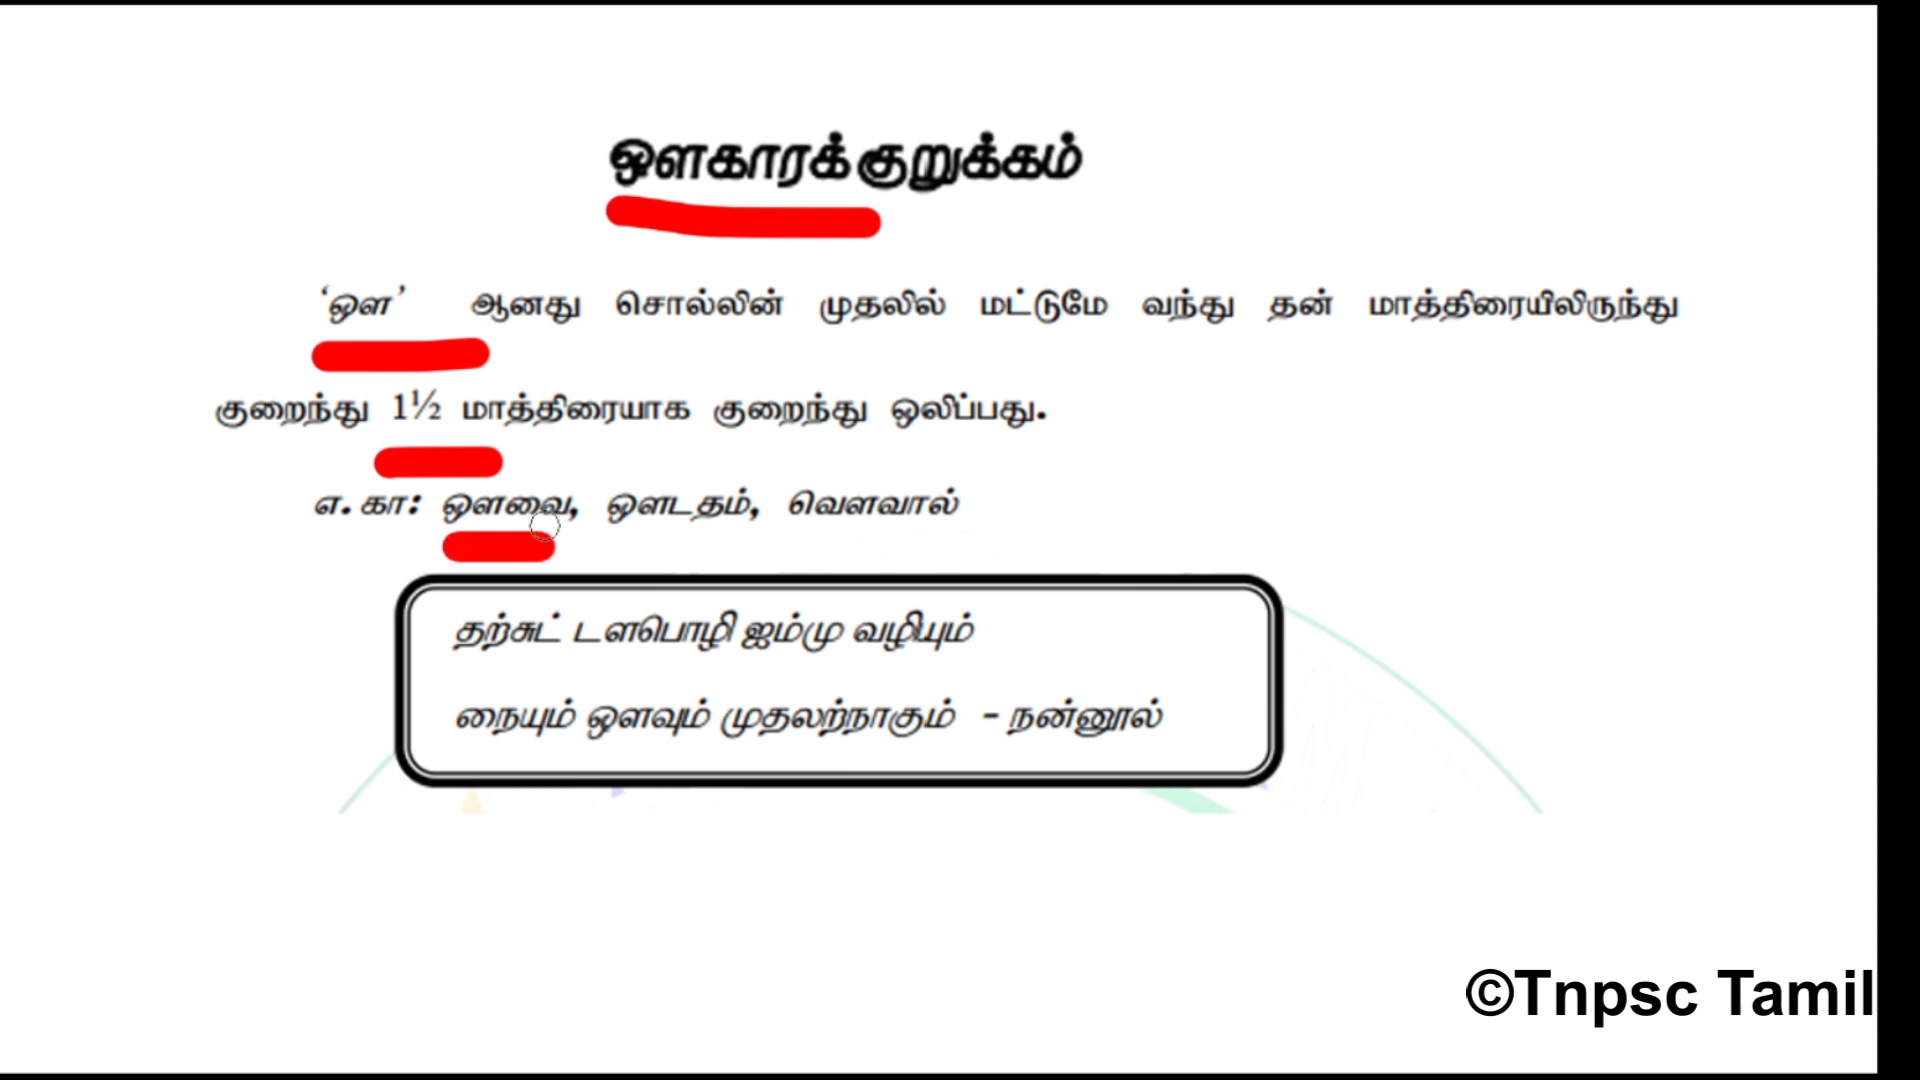 ஔகாரக்குறுக்கம்
‘ஔ’ ஆனது சொல்லின் முதலில் மட்டுமே வந்து தன் மாத்திரையிலிருந்து
குறைந்து 1½ மாத்திரையாக குறைந்து ஒலிப்பது.
எ.கா: ஔவை, ஔடதம், வௌவால்
தற்சுட் டளபொழி ஐம்மு வழியும்
நையும் ஔவும் முதலற்நாகும் - நன்னூல்
©Tnpsc Tamil